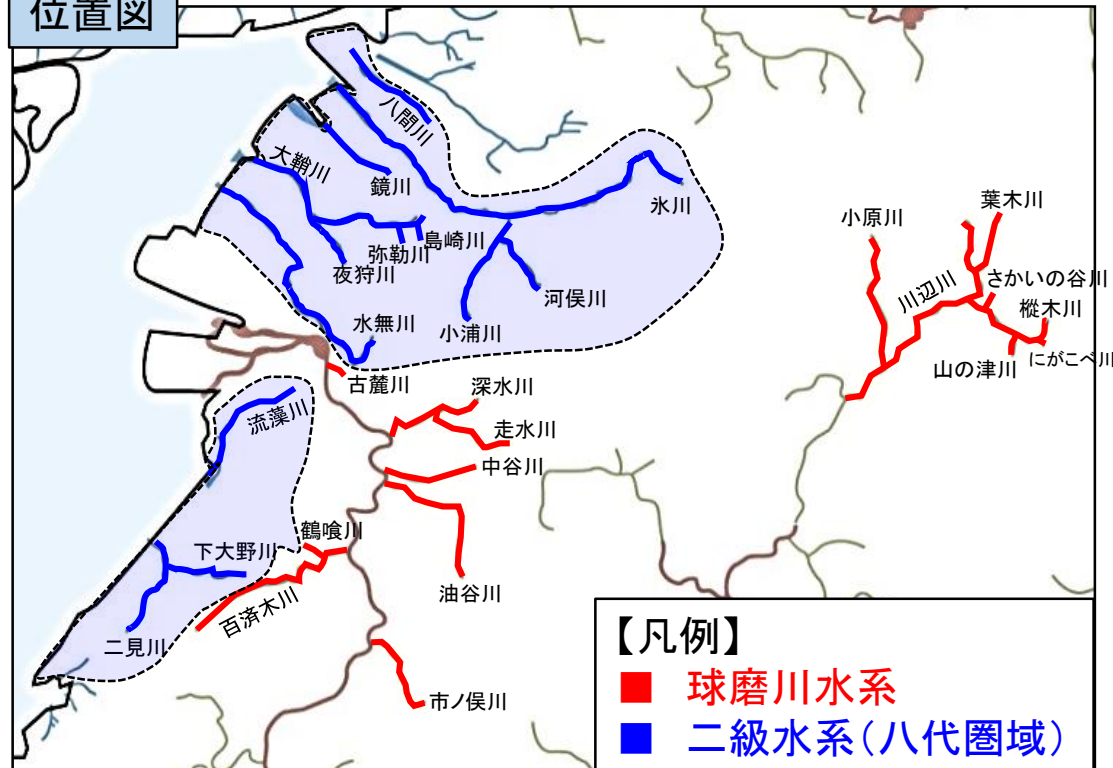 位置図
八間川
大鞘川
鏡川
氷川
島崎川
弥勒川
夜狩川
河俣川
小浦川
水無川
古麓川
深水川
走水川
中谷川
流藻川
鶴喰川
下大野川
油谷川
百済木川
二見川
市ノ俣川
小原川
葉木川
川辺川
さかいの谷川
樅木川
山の津川
にがこべ川
【凡例】
■ 球磨川水系
■ 二級水系(八代圏域)